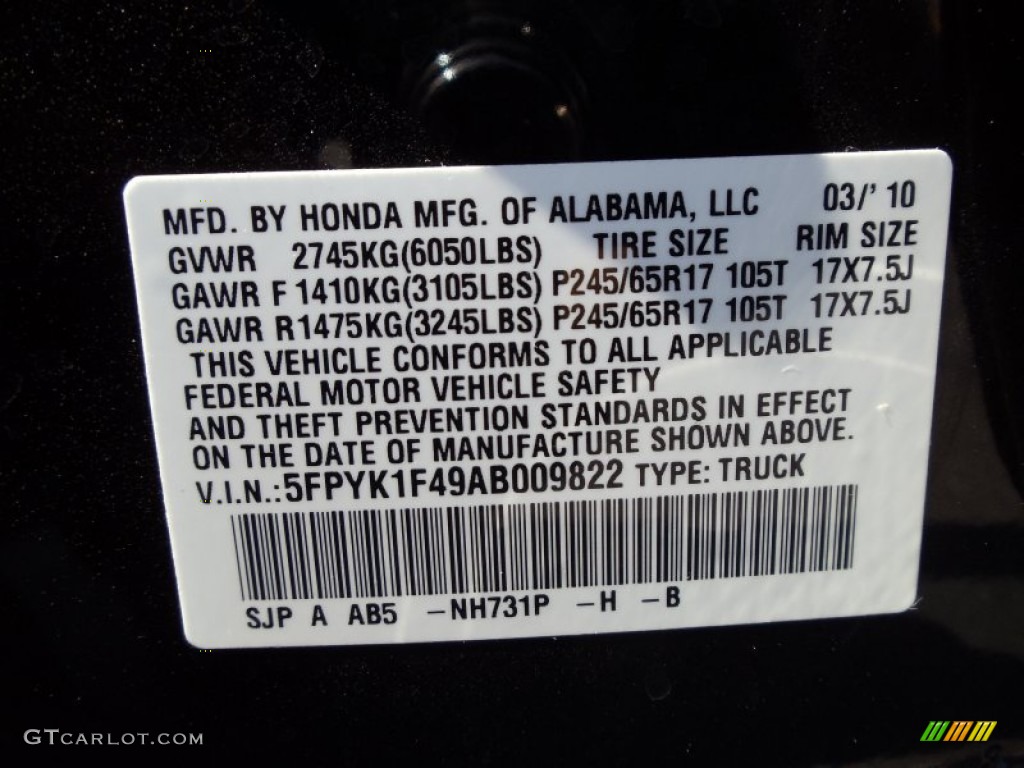 MFD. BY HONDA MFG. OF ALABAMA, LLC 03/' 10
GVWR 2745KG(6050LBS) TIRE SIZE RIM SIZE
GAWR F 1410KG(3105LBS) P245/65R17 105T 17X7.5J
GAWR R1475KG(3245LBS) P245/65R17 105T 17X7.5J
THIS VEHICLE CONFORMS TO ALL APPLICABLE
FEDERAL MOTOR VEHICLE SAFETY
AND THEFT PREVENTION STANDARDS IN EFFECT
ON THE DATE OF MANUFACTURE SHOWN ABOVE.
V.I.N.:5FPYK1F49AB009822 TYPE: TRUCK
SJP A AB5 -NH731P -H -B
GTCARLOT.COM